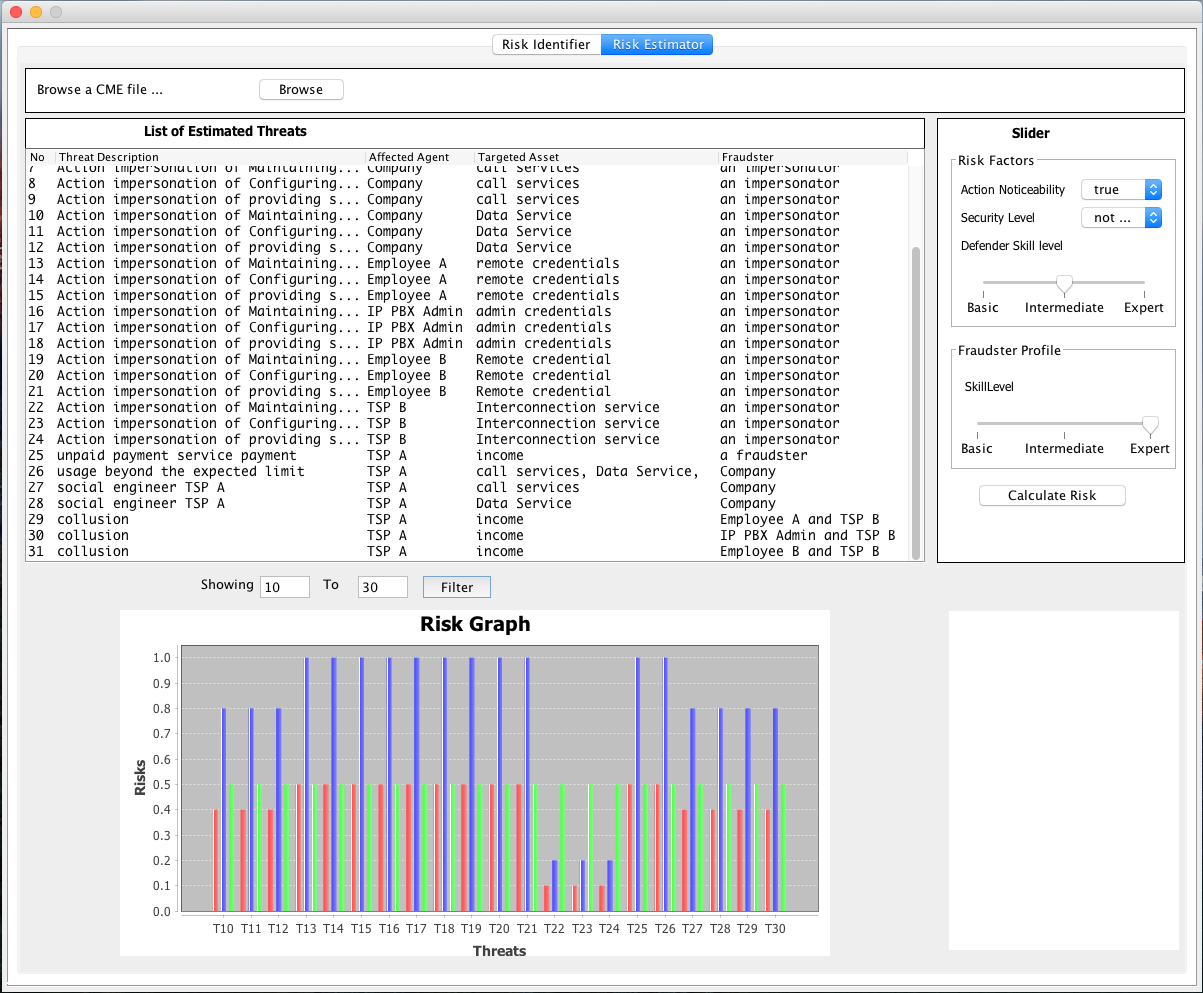 Risk Identifier Risk Estimator
Browse a CME file ... Browse
List of Estimated Threats
No Threat Description Affected Agent Targeted Asset Fraudster
7 Action impersonation of Maintaining... Company call services an impersonator
8 Action impersonation of Configuring... Company call services an impersonator
9 Action impersonation of providing s... Company call services an impersonator
10 Action impersonation of Maintaining... Company Data Service an impersonator
11 Action impersonation of Configuring... Company Data Service an impersonator
12 Action impersonation of providing s... Company Data Service an impersonator
13 Action impersonation of Maintaining... Employee A remote credentials an impersonator
14 Action impersonation of Configuring... Employee A remote credentials an impersonator
15 Action impersonation of providing s... Employee A remote credentials an impersonator
16 Action impersonation of Maintaining... IP PBX Admin admin credentials an impersonator
17 Action impersonation of Configuring... IP PBX Admin admin credentials an impersonator
18 Action impersonation of providing s... IP PBX Admin admin credentials an impersonator
19 Action impersonation of Maintaining... Employee B Remote credential an impersonator
20 Action impersonation of Configuring... Employee B Remote credential an impersonator
21 Action impersonation of providing s... Employee B Remote credential an impersonator
22 Action impersonation of Maintaining... TSP B Interconnection service an impersonator
23 Action impersonation of Configuring... TSP B Interconnection service an impersonator
24 Action impersonation of providing s... TSP B Interconnection service an impersonator
25 unpaid payment service payment TSP A income a fraudster
26 usage beyond the expected limit TSP A call services, Data Service, Company
27 social engineer TSP A TSP A call services Company
28 social engineer TSP A TSP A Data Service Company
29 collusion TSP A income Employee A and TSP B
30 collusion TSP A income IP PBX Admin and TSP B
31 collusion TSP A income Employee B and TSP B
Slider
Risk Factors
Action Noticeability true
Security Level not ...
Defender Skill level
Basic Intermediate Expert
Fraudster Profile
SkillLevel
Basic Intermediate Expert
Calculate Risk
Showing 10 To 30 Filter
Risk Graph
1.0
0.9
0.8
0.7
0.6
0.5
0.4
0.3
0.2
0.1
0.0
Risks
T10 T11 T12 T13 T14 T15 T16 T17 T18 T19 T20 T21 T22 T23 T24 T25 T26 T27 T28 T29 T30
Threats